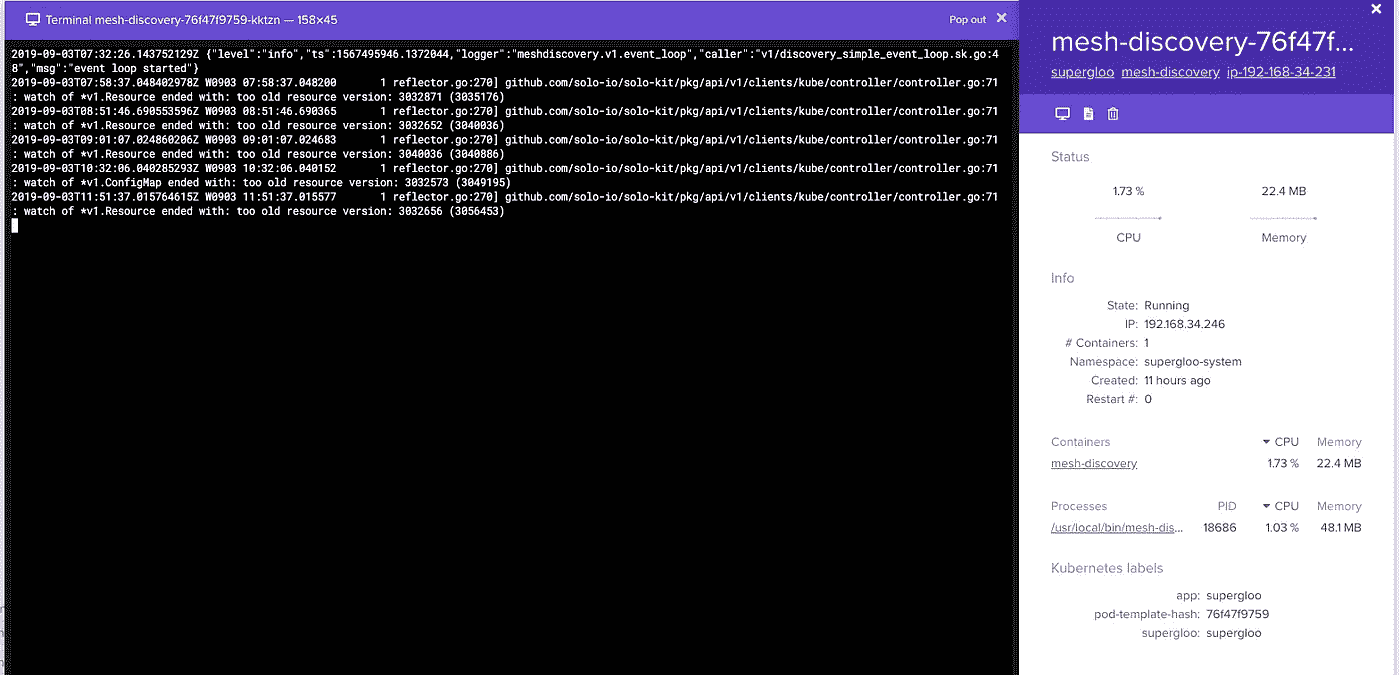 Terminal mesh-discovery-76f47f9759-kktzn — 158×45
Pop out
2019-09-03T07:32:26.143752129Z {"level":"info","ts":1567495946.1372044,"logger":"meshdiscovery.v1.event_loop","caller":"v1/discovery_simple_event_loop.sk.go:4
8","msg":"event loop started"}
2019-09-03T07:58:37.048402978Z W0903 07:58:37.048200 1 reflector.go:270] github.com/solo-io/solo-kit/pkg/api/v1/clients/kube/controller/controller.go:71
: watch of *v1.Resource ended with: too old resource version: 3032871 (3035176)
2019-09-03T08:51:46.690553596Z W0903 08:51:46.690365 1 reflector.go:270] github.com/solo-io/solo-kit/pkg/api/v1/clients/kube/controller/controller.go:71
: watch of *v1.Resource ended with: too old resource version: 3032652 (3040036)
2019-09-03T09:01:07.024860206Z W0903 09:01:07.024683 1 reflector.go:270] github.com/solo-io/solo-kit/pkg/api/v1/clients/kube/controller/controller.go:71
: watch of *v1.Resource ended with: too old resource version: 3040036 (3040886)
2019-09-03T10:32:06.040285293Z W0903 10:32:06.040152 1 reflector.go:270] github.com/solo-io/solo-kit/pkg/api/v1/clients/kube/controller/controller.go:71
: watch of *v1.ConfigMap ended with: too old resource version: 3032573 (3049195)
2019-09-03T11:51:37.015764615Z W0903 11:51:37.015577 1 reflector.go:270] github.com/solo-io/solo-kit/pkg/api/v1/clients/kube/controller/controller.go:71
: watch of *v1.Resource ended with: too old resource version: 3032656 (3056453)
mesh-discovery-76f47f...
supergloo mesh-discovery ip-192-168-34-231
Status
1.73 % 22.4 MB
CPU Memory
Info
State: Running
IP: 192.168.34.246
# Containers: 1
Namespace: supergloo-system
Created: 11 hours ago
Restart #: 0
Containers CPU Memory
mesh-discovery 1.73 % 22.4 MB
Processes PID CPU Memory
/usr/local/bin/mesh-dis... 18686 1.03 % 48.1 MB
Kubernetes labels
app: supergloo
pod-template-hash: 76f47f9759
supergloo: supergloo